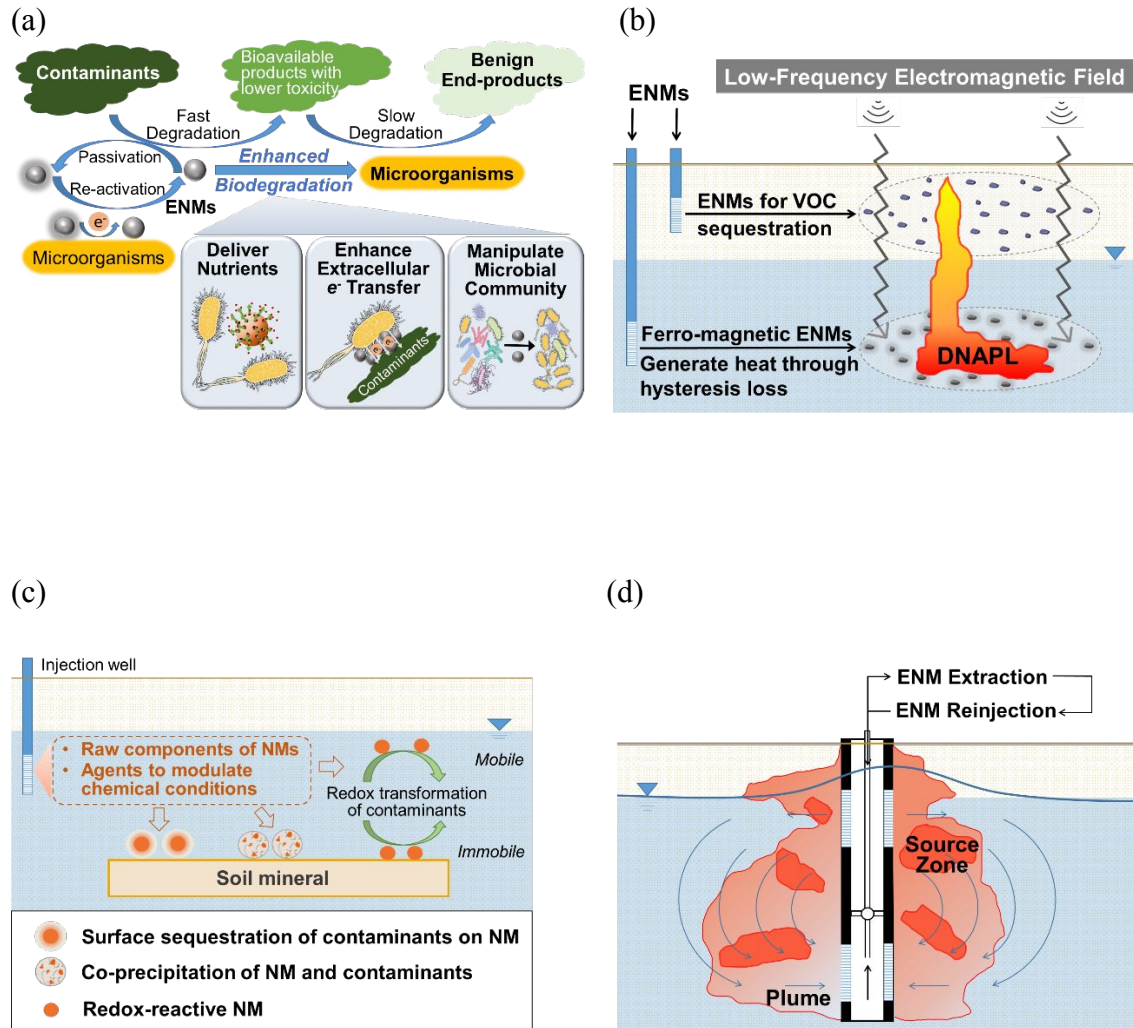 (a)
Contaminants
Bioavailable
products with
lower toxicity
Benign
End-products
Fast
Degradation
Slow
Degradation
Passivation
Re-activation
ENMs
Enhanced
Biodegradation
Microorganisms
e-
Microorganisms
Deliver
Nutrients
Enhance
Extracellular
e- Transfer
Contaminants
Manipulate
Microbial
Community
(b)
Low-Frequency Electromagnetic Field
ENMs
ENMs for VOC
sequestration
Ferro-magnetic ENMs
Generate heat through
hysteresis loss
DNAPL
(c)
Injection well
• Raw components of NMs
• Agents to modulate
chemical conditions
Mobile
Redox transformation
of contaminants
Immobile
Soil mineral
Surface sequestration of contaminants on NM
Co-precipitation of NM and contaminants
Redox-reactive NM
(d)
ENM Extraction
ENM Reinjection
Source
Zone
Plume